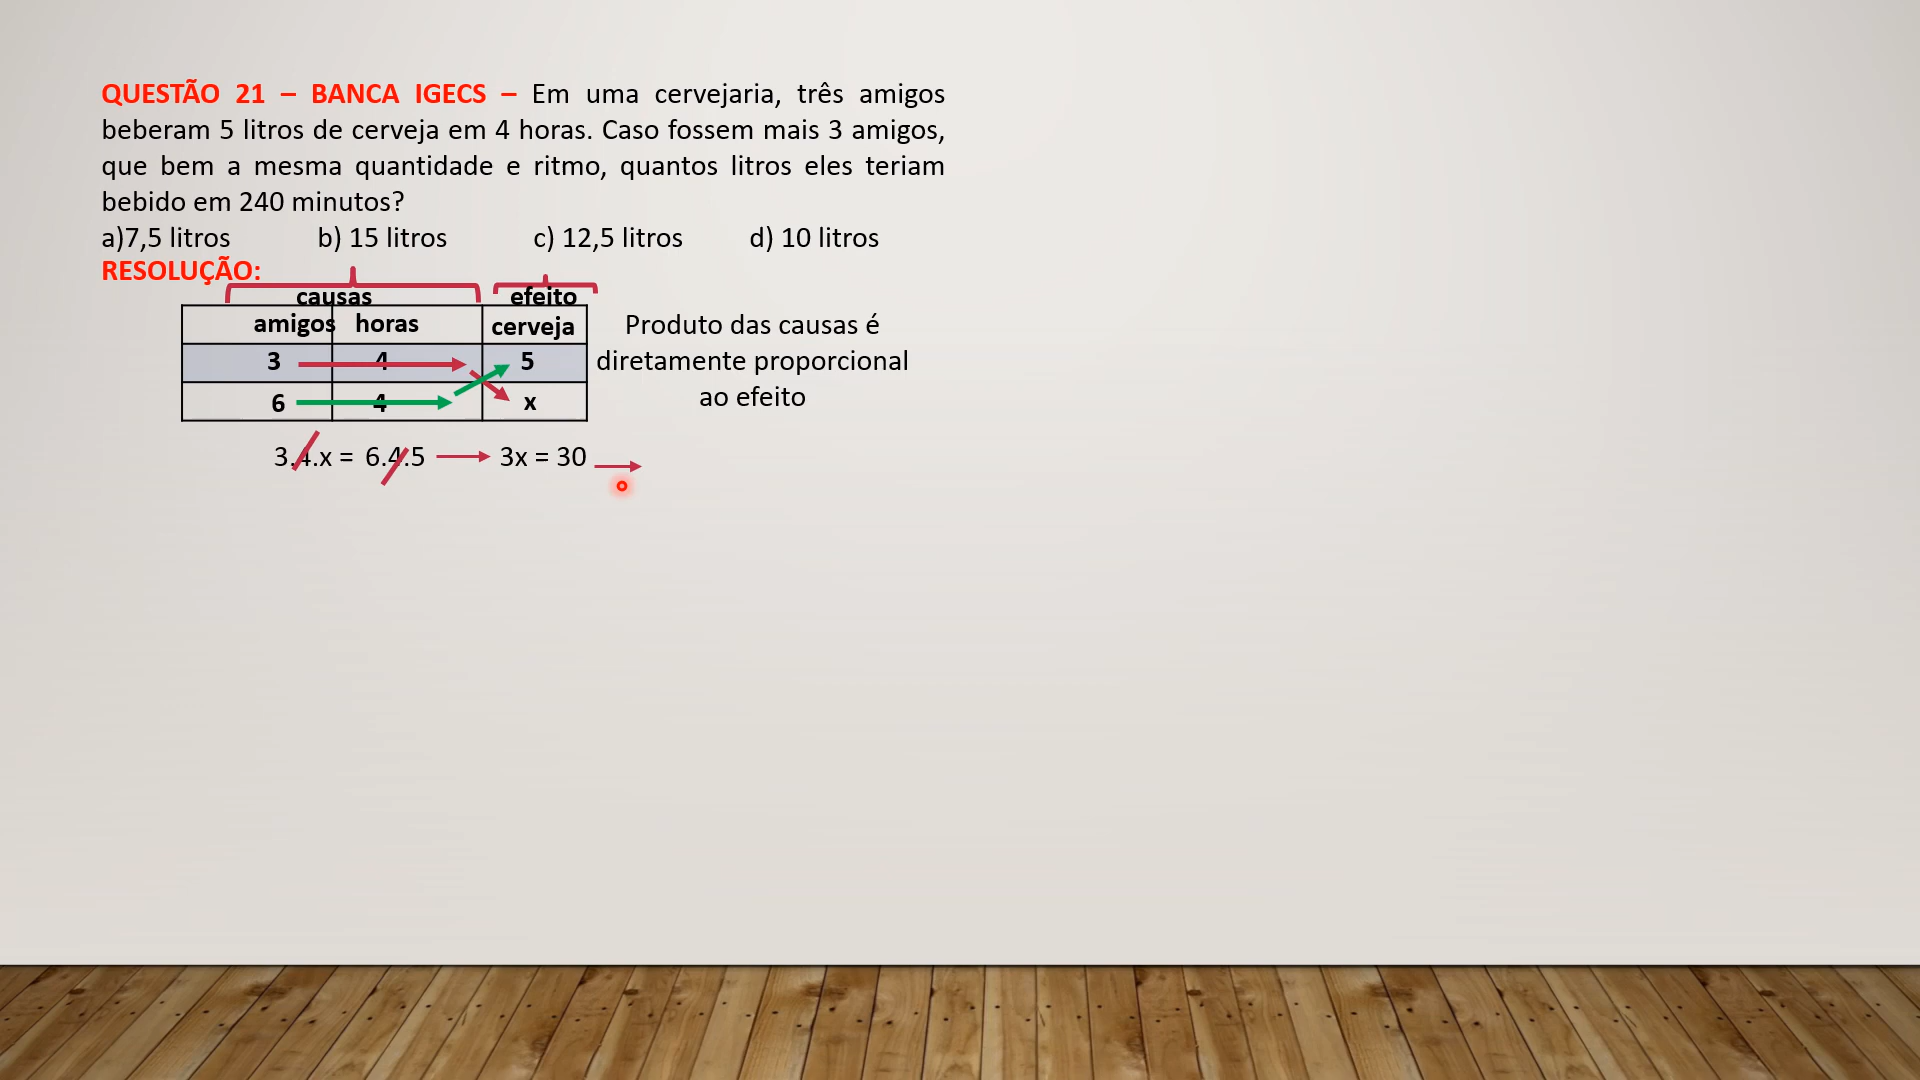 QUESTÃO 21 – BANCA IGECS – Em uma cervejaria, três amigos
beberam 5 litros de cerveja em 4 horas. Caso fossem mais 3 amigos,
que bem a mesma quantidade e ritmo, quantos litros eles teriam
bebido em 240 minutos?
a)7,5 litros b) 15 litros c) 12,5 litros d) 10 litros
RESOLUÇÃO:
causas efeito
amigos horas cerveja
3 4 5
6 4 x
Produto das causas é
diretamente proporcional
ao efeito
3.4.x = 6.4.5 3x = 30